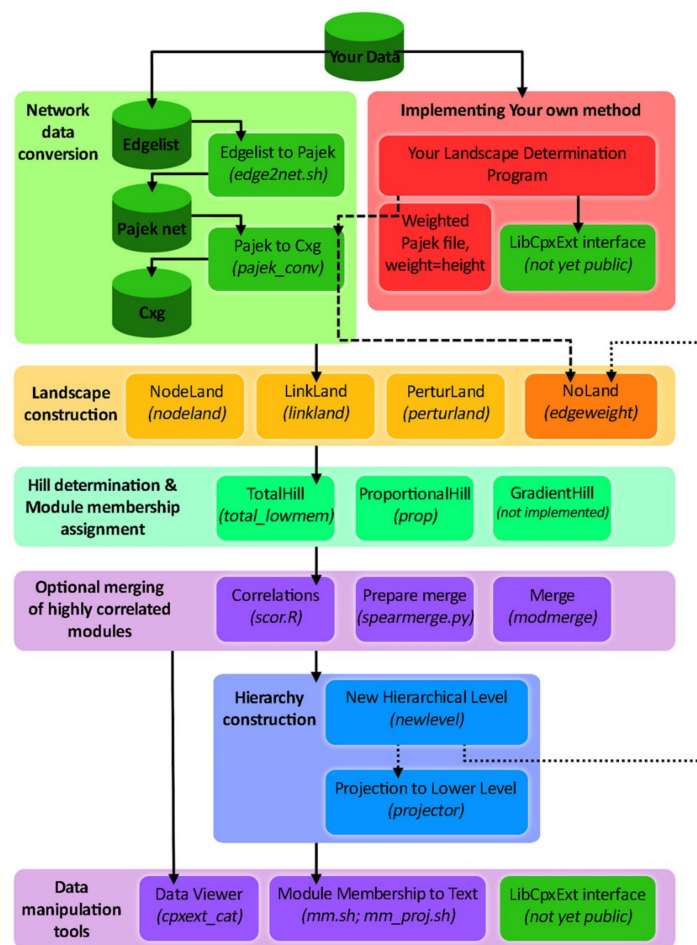 Your Data
Network
data
conversion
Edgelist
Edgelist to Pajek
(edge2net.sh)
Pajek net
Pajek to Cxg
(pajek_conv)
Cxg
Implementing Your own method
Your Landscape Determination
Program
Weighted
Pajek file,
weight=height
LibCpxExt interface
(not yet public)
Landscape
construction
NodeLand
(nodeland)
LinkLand
(linkland)
PerturLand
(perturland)
NoLand
(edgeweight)
Hill determination &
Module membership
assignment
TotalHill
(total_lowmem)
ProportionalHill
(prop)
GradientHill
(not implemented)
Optional merging
of highly correlated
modules
Correlations
(scor.R)
Prepare merge
(spearmerge.py)
Merge
(modmerge)
Hierarchy
construction
New Hierarchical Level
(newlevel)
Projection to Lower Level
(projector)
Data
manipulation
tools
Data Viewer
(cpxext_cat)
Module Membership to Text
(mm.sh; mm_proj.sh)
LibCpxExt interface
(not yet public)